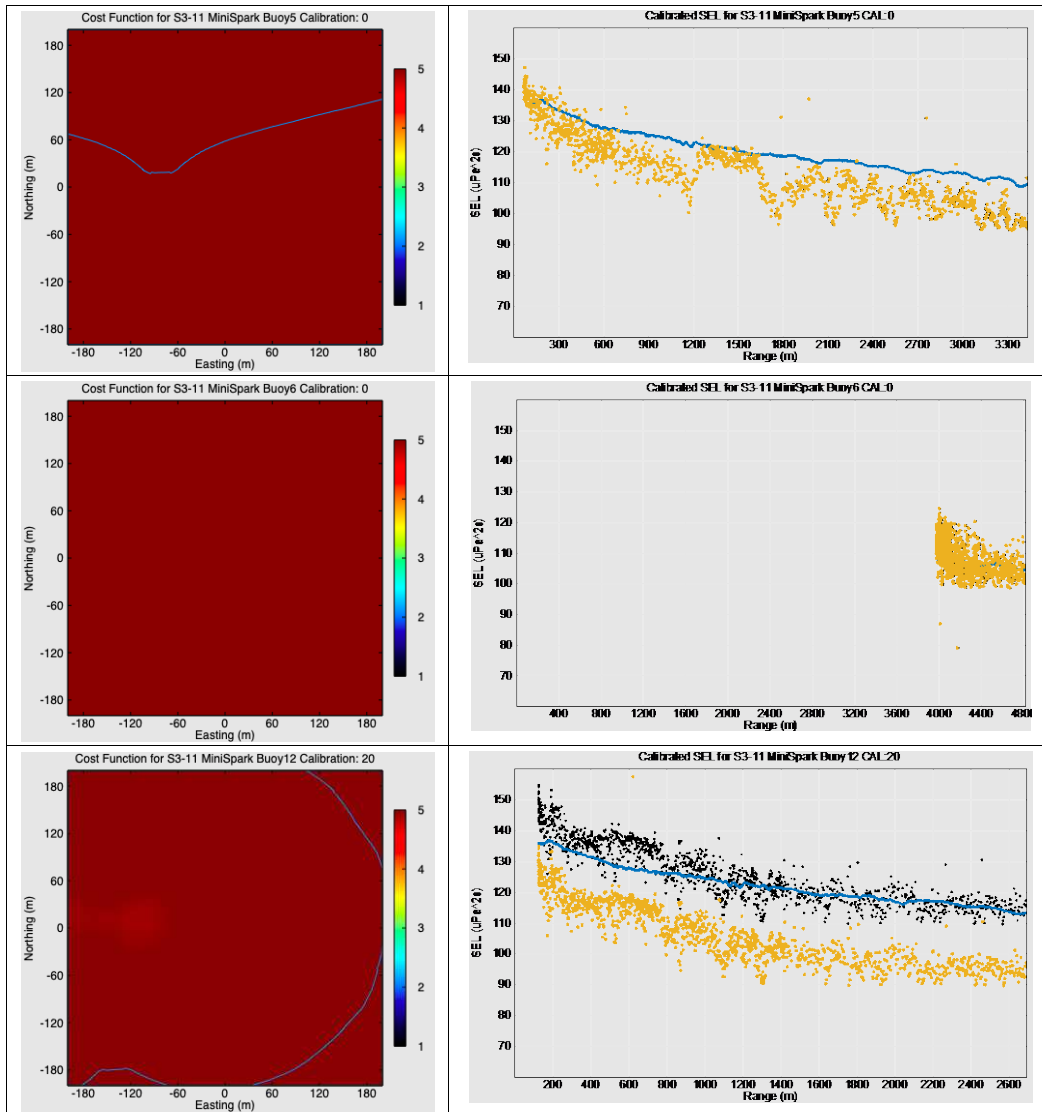 Cost Function for S3-11 MiniSpark Buoy5 Calibration: 0
180
120
60
0
-60
-120
-180
Northing (m)
-180 -120 -60 0 60 120 180
Easting (m)
5
4
3
2
1
Calibrated SEL for S3-11 MiniSpark Buoy5 CAL:0
150
140
130
120
110
100
90
80
70
SEL (uPa^2s)
300 600 900 1200 1500 1800 2100 2400 2700 3000 3300
Range (m)
Cost Function for S3-11 MiniSpark Buoy6 Calibration: 0
180
120
60
0
-60
-120
-180
Northing (m)
-180 -120 -60 0 60 120 180
Easting (m)
5
4
3
2
1
Calibrated SEL for S3-11 MiniSpark Buoy6 CAL:0
150
140
130
120
110
100
90
80
70
SEL (uPa^2s)
400 800 1200 1600 2000 2400 2800 3200 3600 4000 4400 4800
Range (m)
Cost Function for S3-11 MiniSpark Buoy12 Calibration: 20
180
120
60
0
-60
-120
-180
Northing (m)
-180 -120 -60 0 60 120 180
Easting (m)
5
4
3
2
1
Calibrated SEL for S3-11 MiniSpark Buoy12 CAL:20
150
140
130
120
110
100
90
80
70
SEL (uPa^2s)
200 400 600 800 1000 1200 1400 1600 1800 2000 2200 2400 2600
Range (m)